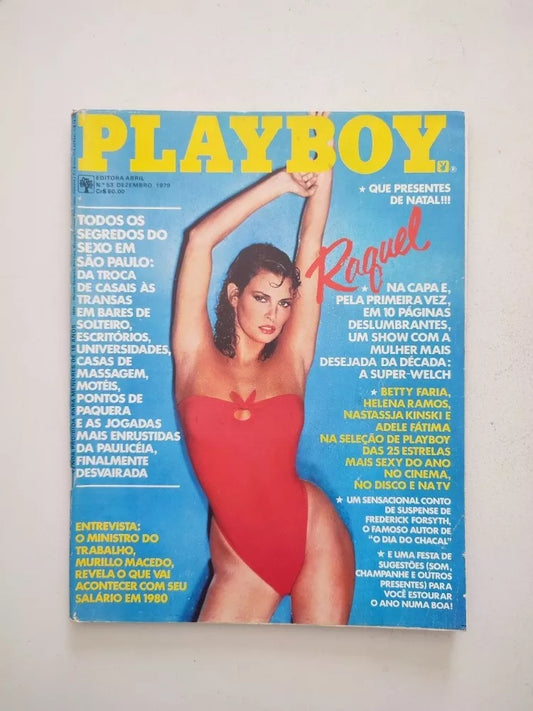 PLAYBOY
EDITORA ABRIL
N.º 53 DEZEMBRO 1979
Cr$ 80,00
TODOS OS
SEGREDOS DO
SEXO EM
SÃO PAULO:
DA TROCA
DE CASAIS ÀS
TRANSAS
EM BARES DE
SOLTEIRO,
ESCRITÓRIOS,
UNIVERSIDADES,
CASAS DE
MASSAGEM,
MOTÉIS,
PONTOS DE
PAQUERA
E AS JOGADAS
MAIS ENRUSTIDAS
DA PAULICÉIA,
FINALMENTE
DESVAIRADA
ENTREVISTA:
O MINISTRO DO
TRABALHO,
MURILLO MACEDO,
REVELA O QUE VAI
ACONTECER COM SEU
SALÁRIO EM 1980
★ QUE PRESENTES
DE NATAL!!!
Raquel
★ NA CAPA E,
PELA PRIMEIRA VEZ,
EM 10 PÁGINAS
DESLUMBRANTES,
UM SHOW COM A
MULHER MAIS
DESEJADA DA DÉCADA:
A SUPER-WELCH
★ BETTY FARIA,
HELENA RAMOS,
NASTASSJA KINSKI E
ADELE FÁTIMA
NA SELEÇÃO DE PLAYBOY
DAS 25 ESTRELAS
MAIS SEXY DO ANO
NO CINEMA,
NO DISCO E NA TV
★ UM SENSACIONAL CONTO
DE SUSPENSE DE
FREDERICK FORSYTH,
O FAMOSO AUTOR DE
"O DIA DO CHACAL"
★ E UMA FESTA DE
SUGESTÕES (SOM,
CHAMPANHE E OUTROS
PRESENTES) PARA
VOCÊ ESTOURAR
O ANO NUMA BOA!